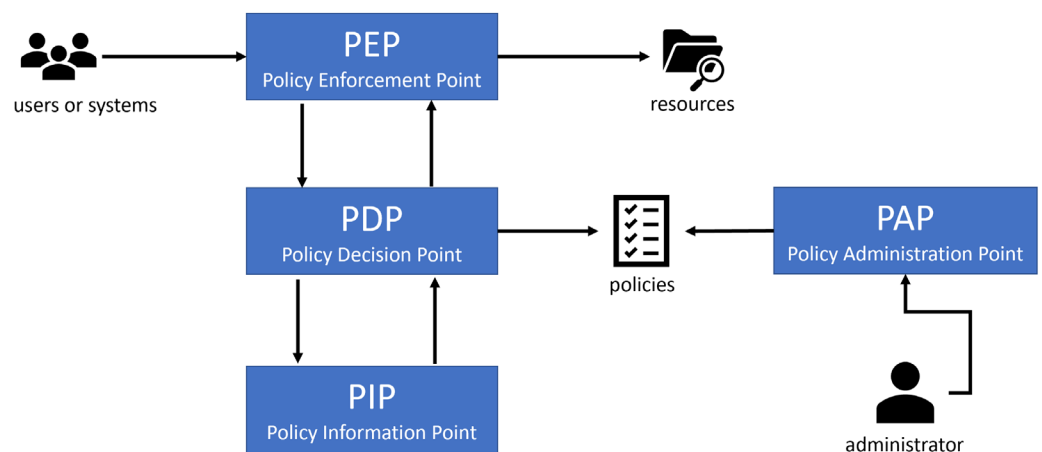 PEP
Policy Enforcement Point
users or systems
resources
PDP
Policy Decision Point
PAP
Policy Administration Point
policies
PIP
Policy Information Point
administrator